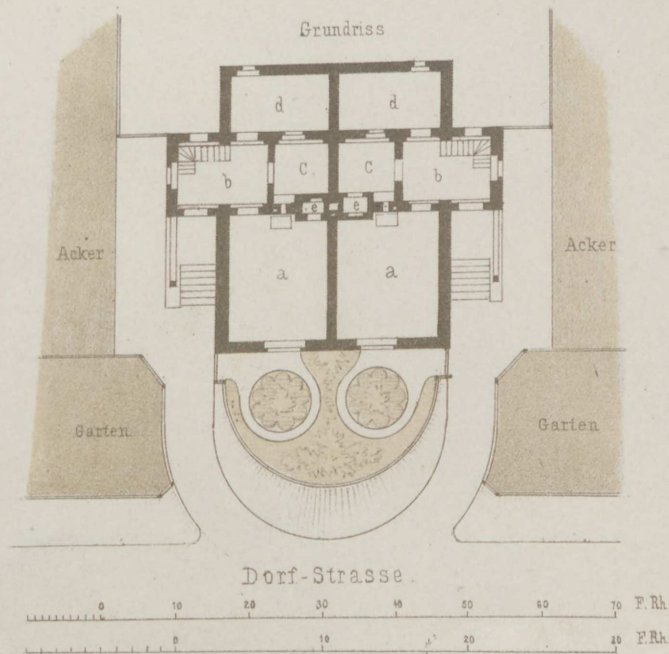 Grundriss
d d
b c c b
e e
Acker a a Acker
Garten Garten
Dorf-Strasse.
0 10 20 30 40 50 60 70 F.Rh.
0 10 20 20 F.Rh.